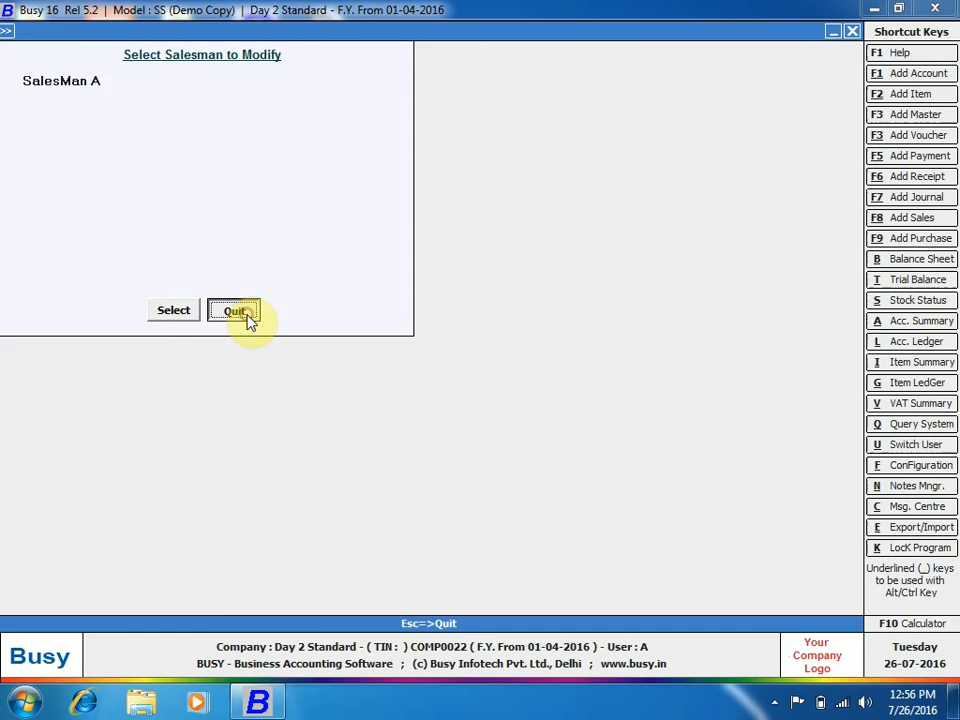 Busy 16 Rel 5.2 | Model : SS (Demo Copy) | Day 2 Standard - F.Y. From 01-04-2016
>>
Select Salesman to Modify
SalesMan A
Select
Quit
Shortcut Keys
F1 Help
F1 Add Account
F2 Add Item
F3 Add Master
F3 Add Voucher
F5 Add Payment
F6 Add Receipt
F7 Add Journal
F8 Add Sales
F9 Add Purchase
B Balance Sheet
T Trial Balance
S Stock Status
A Acc. Summary
L Acc. Ledger
I Item Summary
G Item LedGer
V VAT Summary
Q Query System
U Switch User
F ConFiguration
N Notes Mngr.
C Msg. Centre
E Export/Import
K LocK Program
Underlined (_) keys
to be used with
Alt/Ctrl Key
F10 Calculator
Esc=>Quit
Busy
Company : Day 2 Standard - ( TIN : ) COMP0022 ( F.Y. From 01-04-2016 ) - User : A
BUSY - Business Accounting Software ; (c) Busy Infotech Pvt. Ltd., Delhi ; www.busy.in
Your
Company
Logo
Tuesday
26-07-2016
12:56 PM
7/26/2016